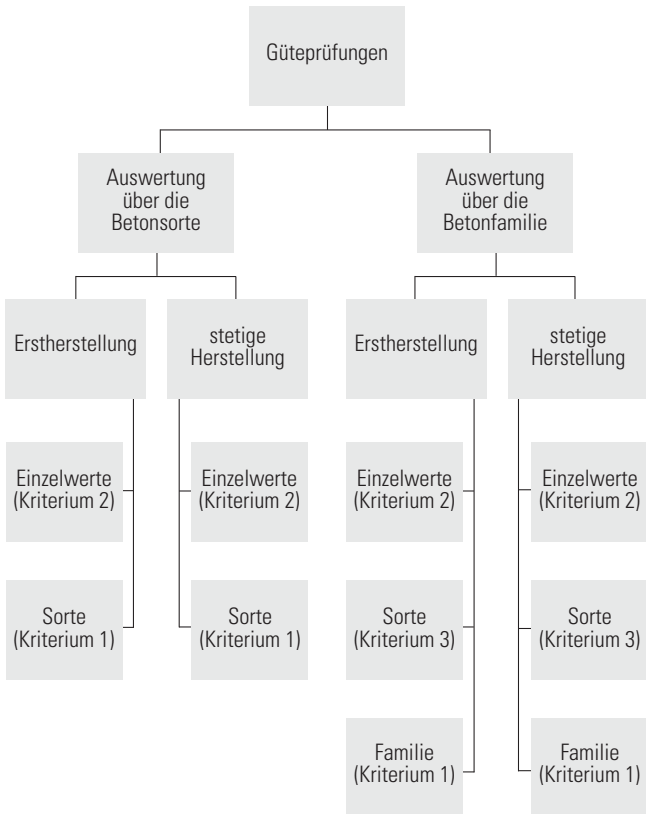 Güteprüfungen
Auswertung
über die
Betonsorte
Auswertung
über die
Betonfamilie
Erstherstellung
stetige
Herstellung
Erstherstellung
stetige
Herstellung
Einzelwerte
(Kriterium 2)
Einzelwerte
(Kriterium 2)
Einzelwerte
(Kriterium 2)
Einzelwerte
(Kriterium 2)
Sorte
(Kriterium 1)
Sorte
(Kriterium 1)
Sorte
(Kriterium 3)
Sorte
(Kriterium 3)
Familie
(Kriterium 1)
Familie
(Kriterium 1)